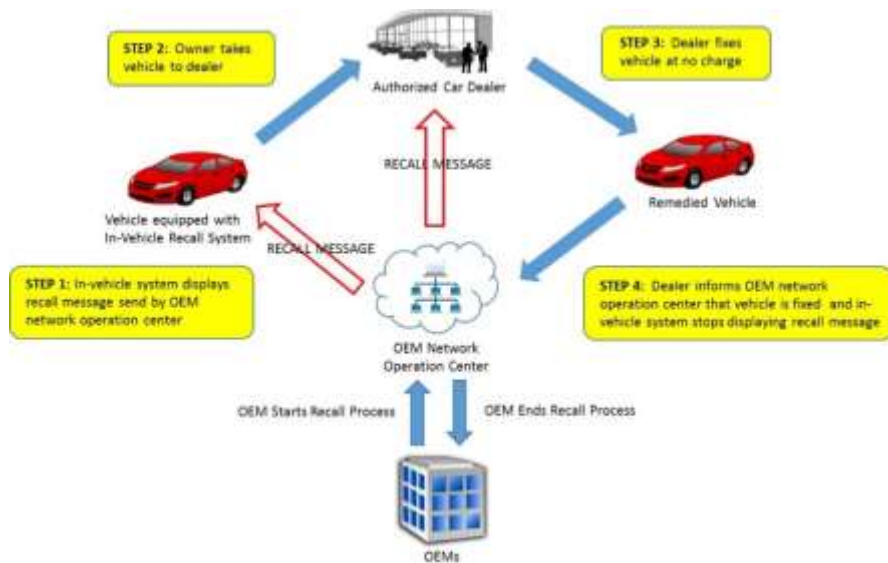 STEP 2: Owner takes
vehicle to dealer
STEP 3: Dealer fixes
vehicle at no charge
Authorized Car Dealer
RECALL MESSAGE
Vehicle equipped with
In-Vehicle Recall System
Remedied Vehicle
RECALL MESSAGE
STEP 1: In-vehicle system displays
recall message send by OEM
network operation center
STEP 4: Dealer informs OEM network
operation center that vehicle is fixed and in-
vehicle system stops displaying recall message
OEM Network
Operation Center
OEM Starts Recall Process
OEM Ends Recall Process
OEMs